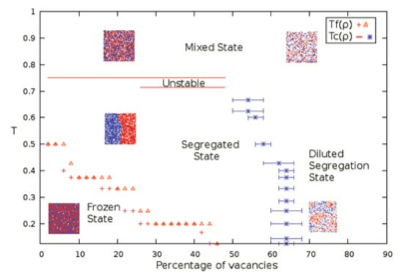 Mixed State
Tf(ρ)
Tc(ρ)
Unstable
Segregated
State
Diluted
Segregation
State
Frozen
State
T
1
0.9
0.8
0.7
0.6
0.5
0.4
0.3
0.2
0 10 20 30 40 50 60 70 80 90
Percentage of vacancies